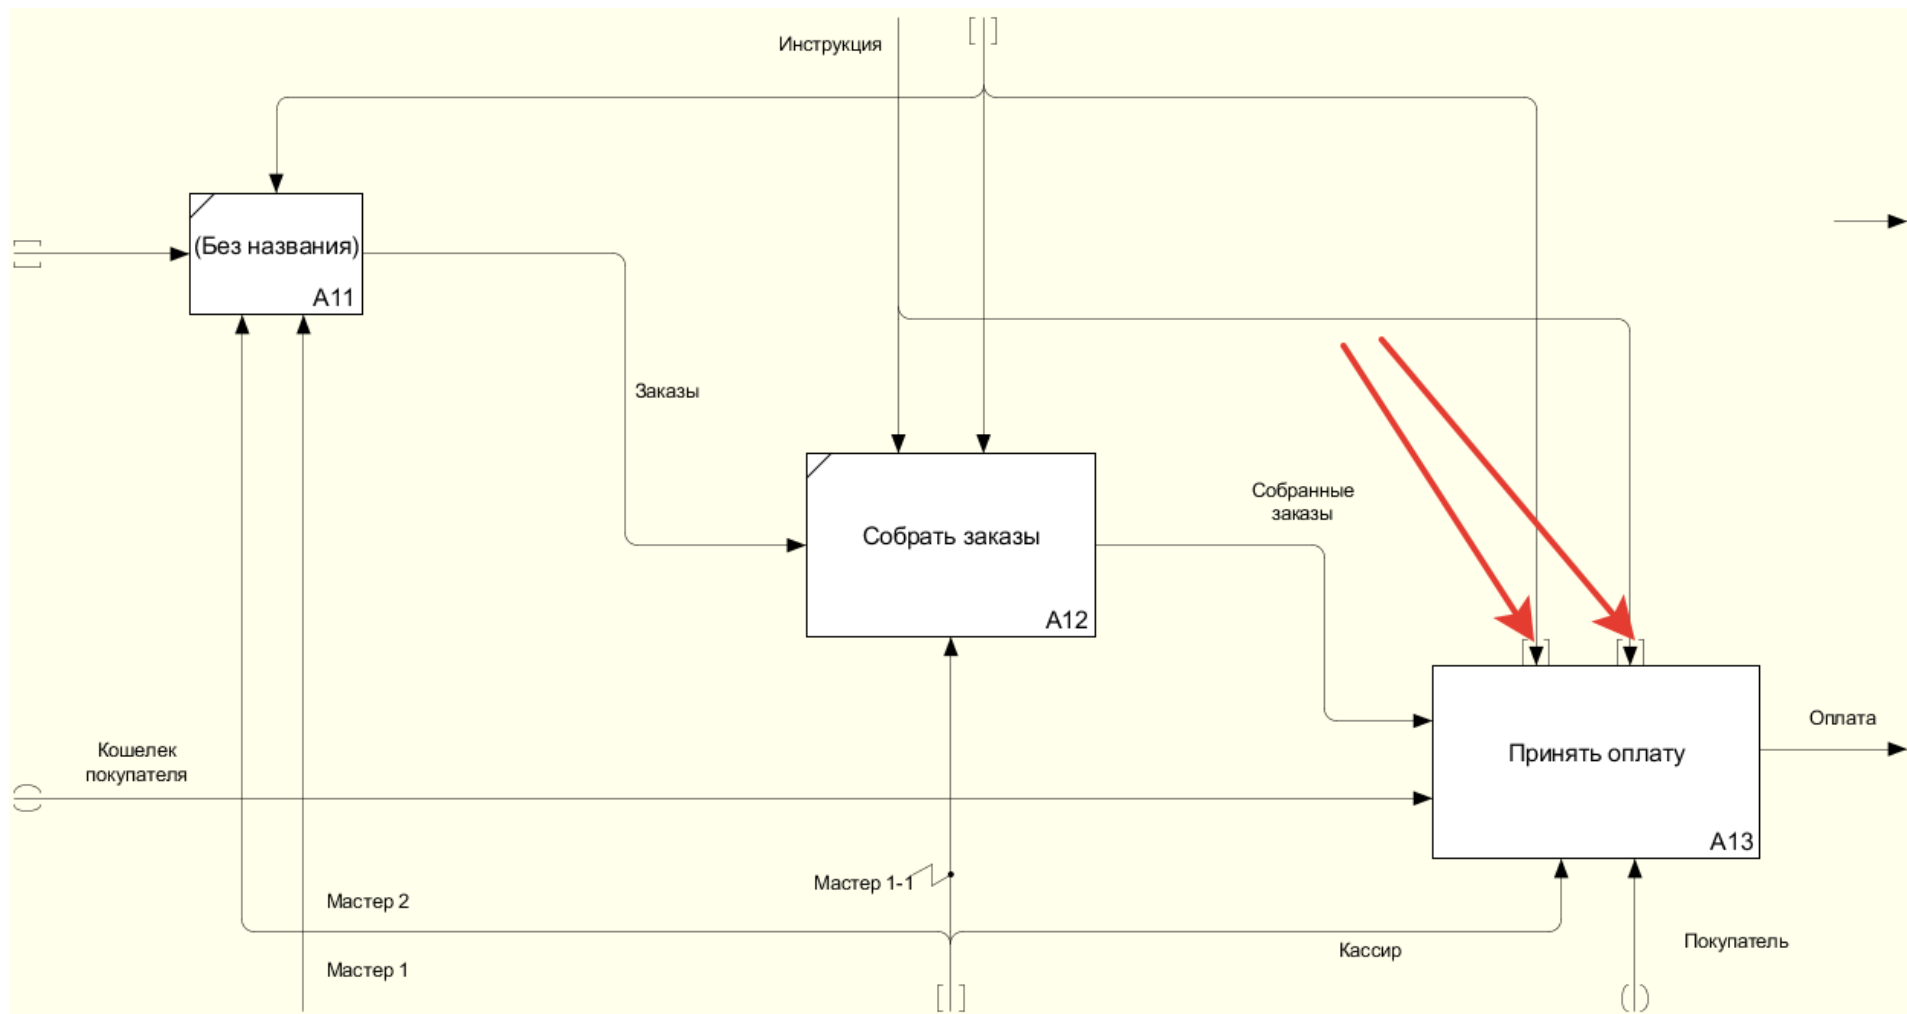 Инструкция
(Без названия)
A11
Заказы
Собранные
заказы
Собрать заказы
A12
Оплата
Кошелек
покупателя
Принять оплату
A13
Мастер 1-1
Мастер 2
Покупатель
Кассир
Мастер 1